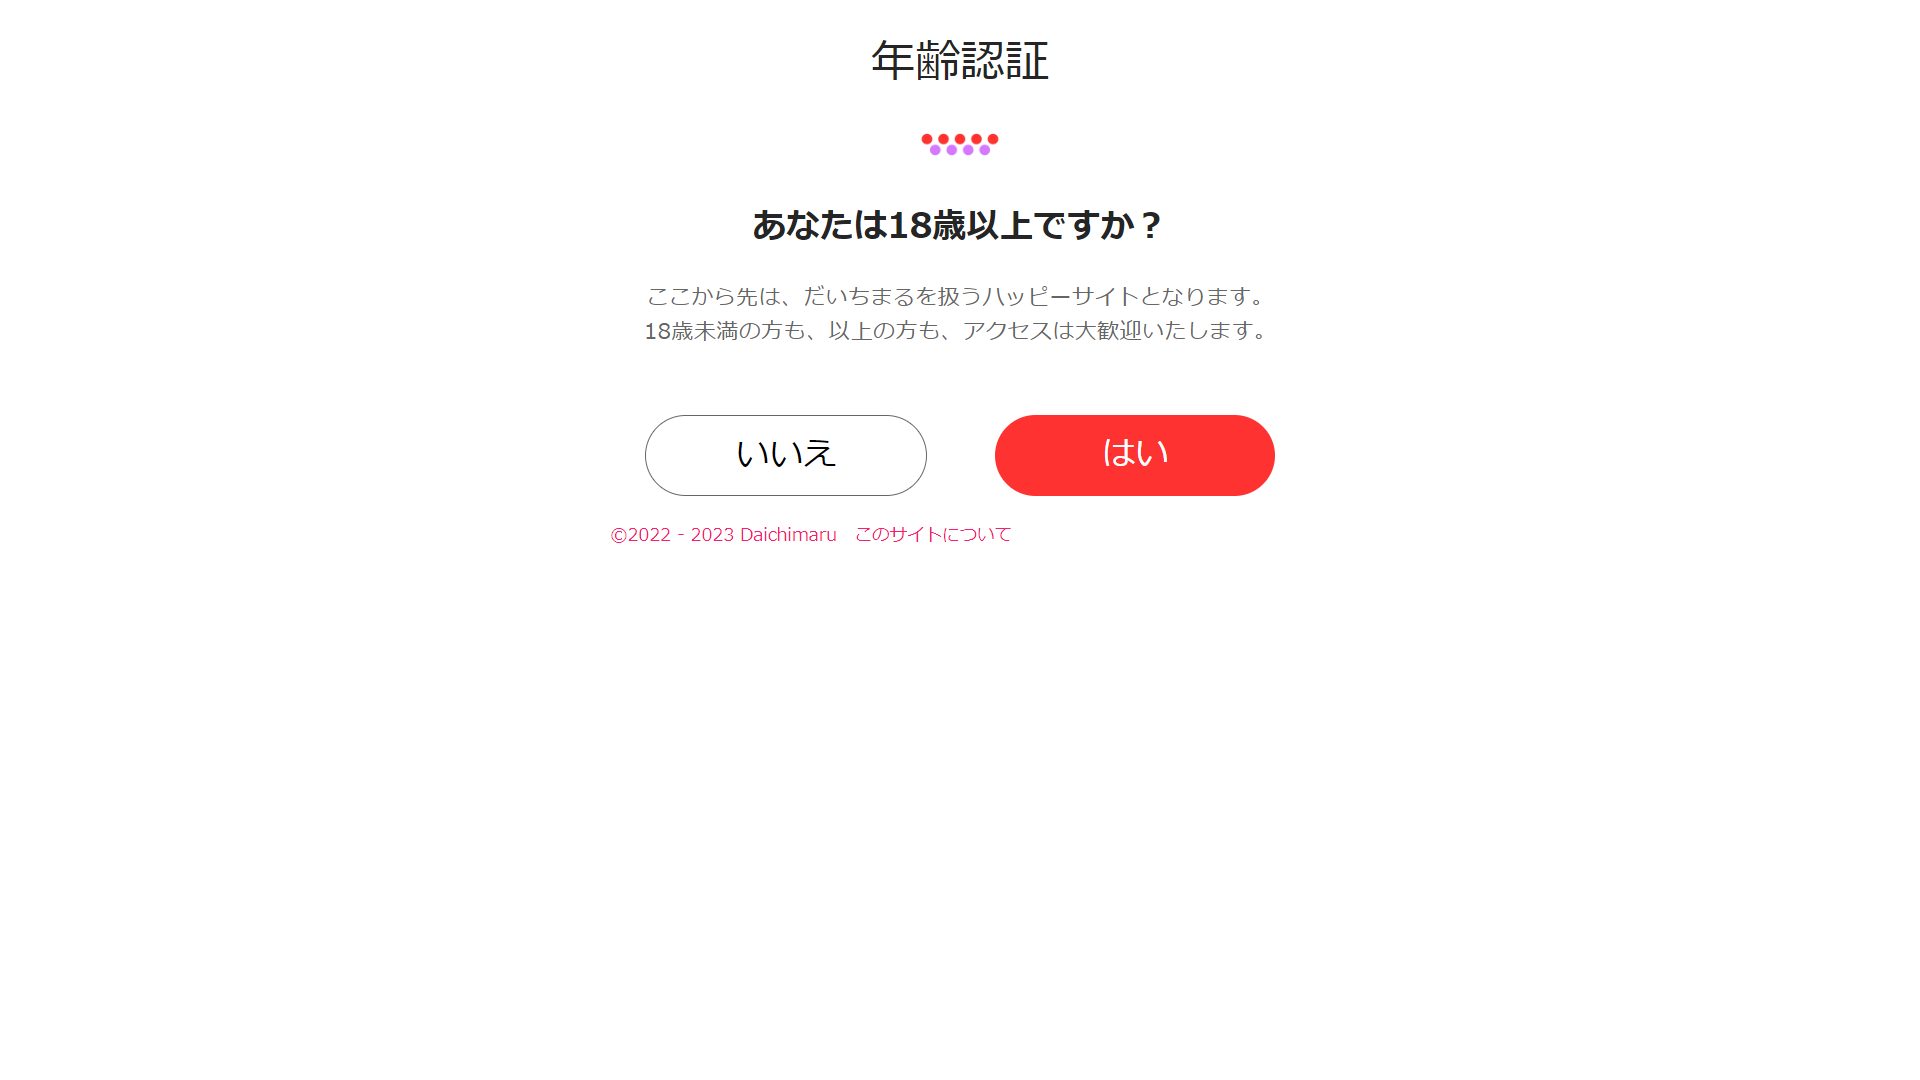 年齢認証
あなたは18歳以上ですか？
ここから先は、だいちまるを扱うハッピーサイトとなります。
18歳未満の方も、以上の方も、アクセスは大歓迎いたします。
いいえ
はい
©2022 - 2023 Daichimaru　このサイトについて